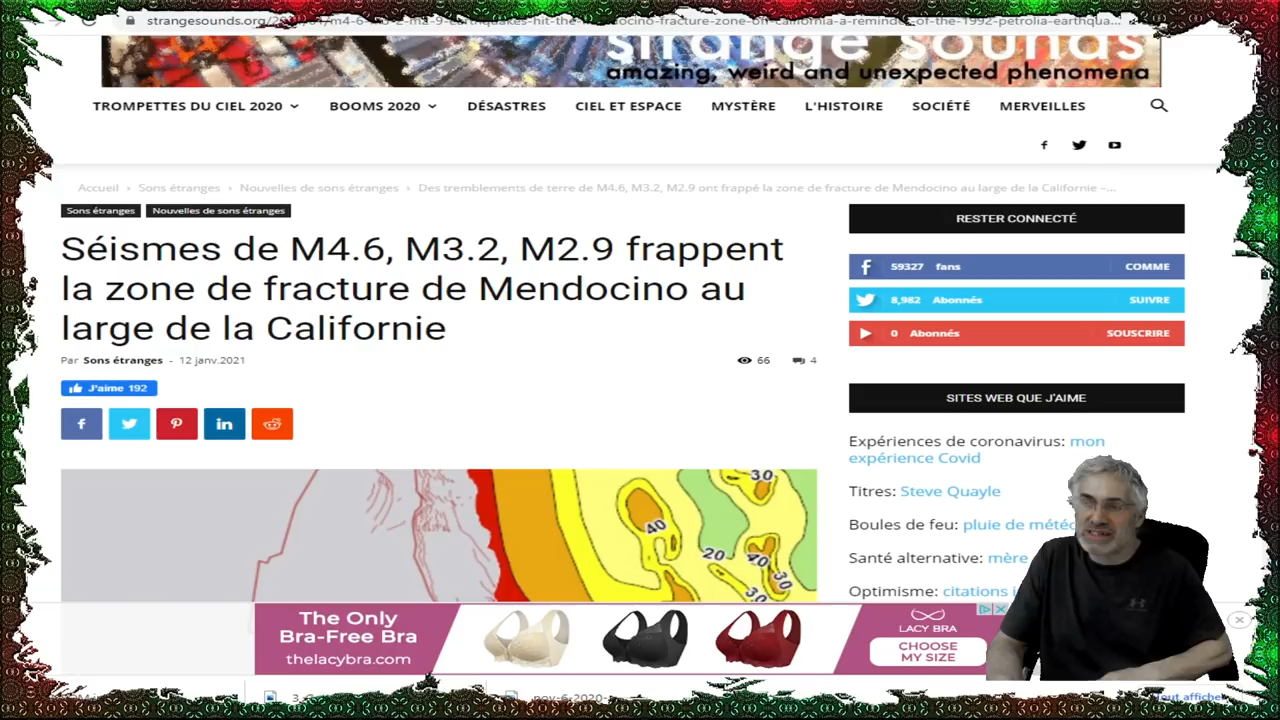 strangesounds.org/
strange sounds
amazing, weird and unexpected phenomena
TROMPETTES DU CIEL 2020 BOOMS 2020 DÉSASTRES CIEL ET ESPACE MYSTÈRE L'HISTOIRE SOCIÉTÉ MERVEILLES
Accueil › Sons étranges › Nouvelles de sons étranges › Des tremblements de terre de M4.6, M3.2, M2.9 ont frappé la zone de fracture de Mendocino au large de la Californie –...
Sons étranges Nouvelles de sons étranges
Séismes de M4.6, M3.2, M2.9 frappent
la zone de fracture de Mendocino au
large de la Californie
Par Sons étranges - 12 janv.2021 66 4
J'aime 192
30
40
20
40
30
30
RESTER CONNECTÉ
59327 fans COMME
8,982 Abonnés SUIVRE
0 Abonnés SOUSCRIRE
SITES WEB QUE J'AIME
Expériences de coronavirus: mon
expérience Covid
Titres: Steve Quayle
Boules de feu: pluie de
Santé alternative: mère
Optimisme: citations
The Only
Bra-Free Bra
thelacybra.com
LACY BRA
CHOOSE
MY SIZE